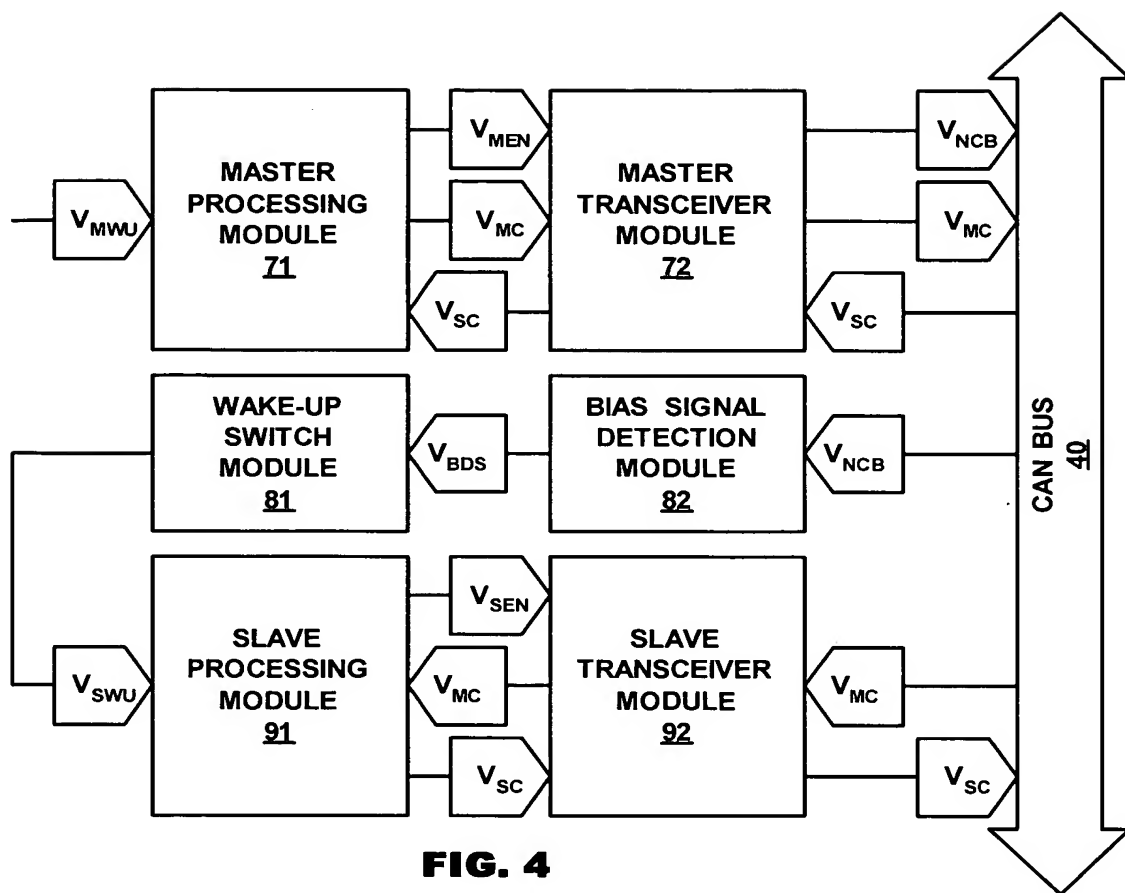 V_MWU
MASTER
PROCESSING
MODULE
71
V_MEN
V_MC
V_SC
MASTER
TRANSCEIVER
MODULE
72
V_NCB
V_MC
V_SC
WAKE-UP
SWITCH
MODULE
81
V_BDS
BIAS SIGNAL
DETECTION
MODULE
82
V_NCB
V_SWU
SLAVE
PROCESSING
MODULE
91
V_SEN
V_MC
V_SC
SLAVE
TRANSCEIVER
MODULE
92
V_MC
V_SC
CAN BUS
40
FIG. 4